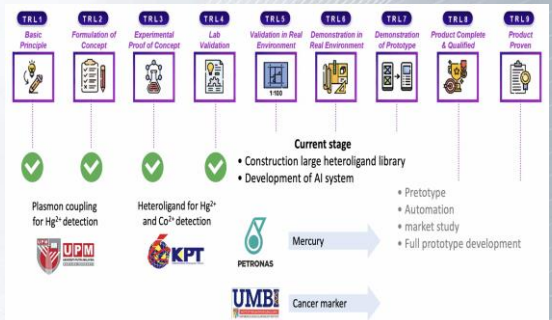 TRL1
TRL2
TRL3
TRL4
TRL5
TRL6
TRL7
TRL8
TRL9
Basic
Principle
Formulation of
Concept
Experimental
Proof of Concept
Lab
Validation
Validation in Real
Environment
Demonstration in
Real Environment
Demonstration
of Prototype
Product Complete
& Qualified
Product
Proven
1:100
Current stage
• Construction large heteroligand library
• Development of AI system
Plasmon coupling
for Hg²⁺ detection
UPM
UPM
Heteroligand for Hg²⁺
and Co²⁺ detection
KPT
PETRONAS
Mercury
UMB
Cancer marker
• Pretotype
• Automation
• market study
• Full prototype development